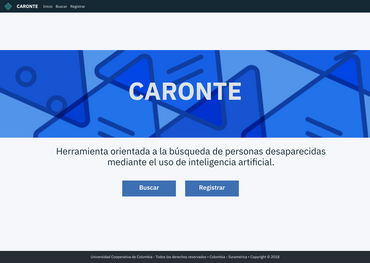 CARONTE Inicio Buscar Registrar
CARONTE
Herramienta orientada a la búsqueda de personas desaparecidas
mediante el uso de inteligencia artificial.
Buscar Registrar
Universidad Cooperativa de Colombia - Todos los derechos reservados • Colombia - Suramérica • Copyright © 2018